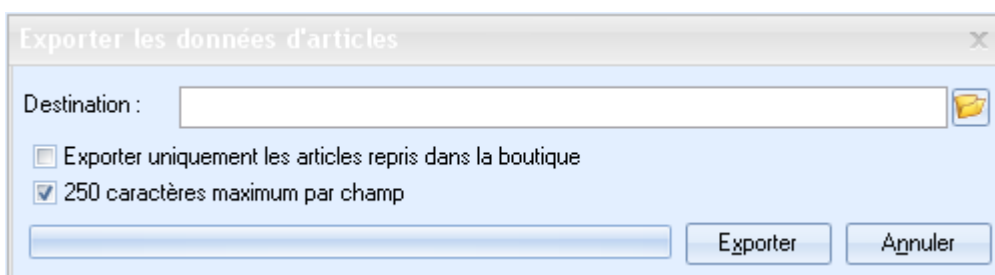 Exporter les données d'articles
Destination :
Exporter uniquement les articles repris dans la boutique
250 caractères maximum par champ
Exporter Annuler